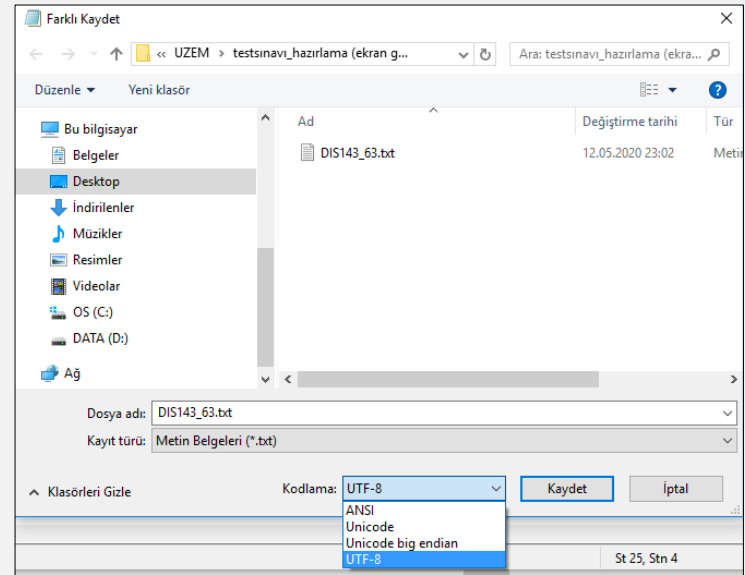 Farklı Kaydet
« UZEM > testsınavı_hazırlama (ekran g...
Ara: testsınavı_hazırlama (ekra...
Düzenle
Yeni klasör
?
Bu bilgisayar
Belgeler
Desktop
İndirilenler
Müzikler
Resimler
Videolar
OS (C:)
DATA (D:)
Ağ
Ad
Değiştirme tarihi
Tür
DIS143_63.txt
12.05.2020 23:02
Metin
Dosya adı: DIS143_63.txt
Kayıt türü: Metin Belgeleri (*.txt)
Klasörleri Gizle
Kodlama: UTF-8
Kaydet
İptal
ANSI
Unicode
Unicode big endian
UTF-8
St 25, Stn 4